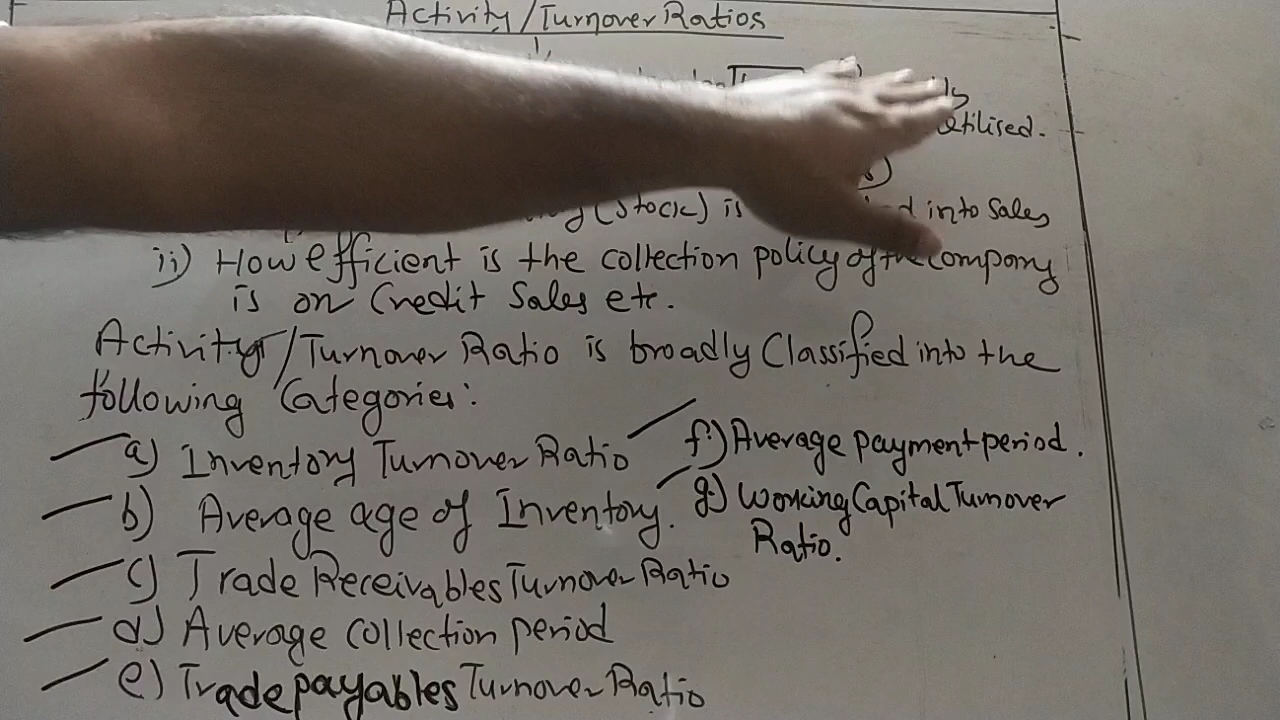 Activity/Turnover Ratios
utilised.
(Stock) is into Sales
ii) How efficient is the collection policy of the Company
is on Credit Sales etc.
Activity/Turnover Ratio is broadly Classified into the
following Categories:
a) Inventory Turnover Ratio
b) Average age of Inventory.
c) Trade Receivables Turnover Ratio
d) Average Collection period
e) Trade payables Turnover Ratio
f) Average payment period.
g) Working Capital Turnover
Ratio.